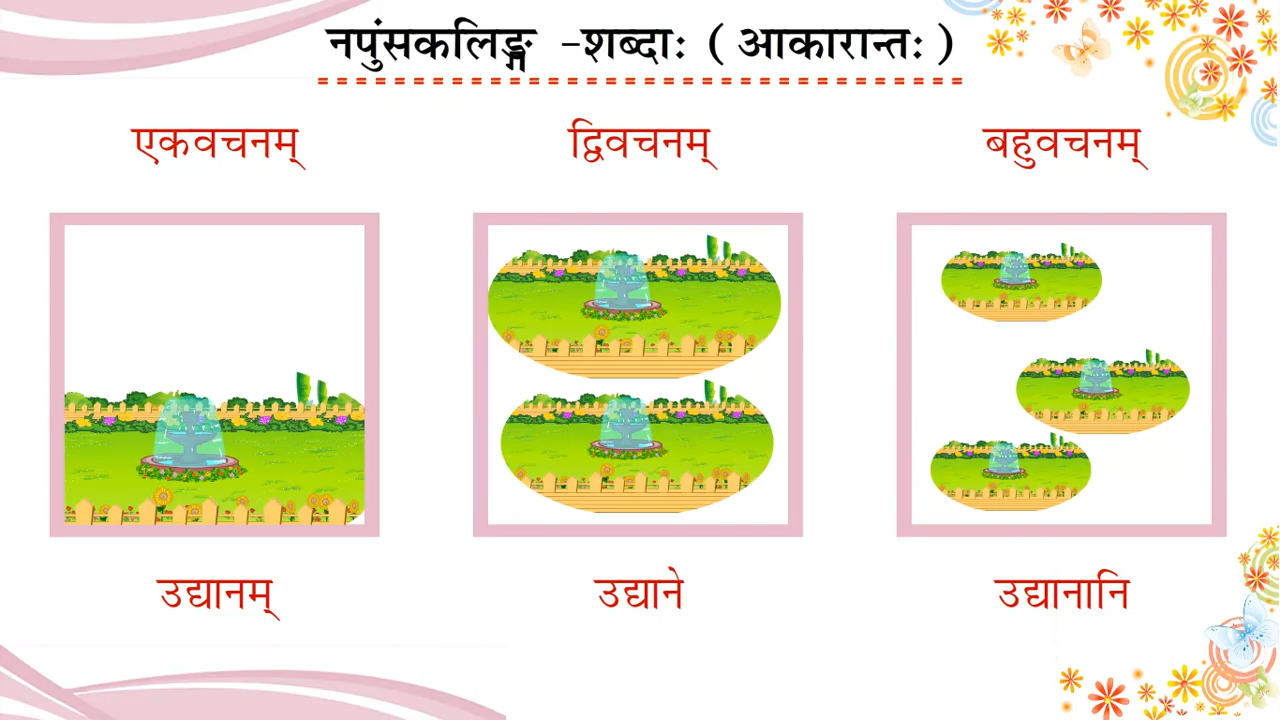 नपुंसकलिङ्ग -शब्दाः ( आकारान्तः )
एकवचनम् द्विवचनम् बहुवचनम्
उद्यानम् उद्याने उद्यानानि